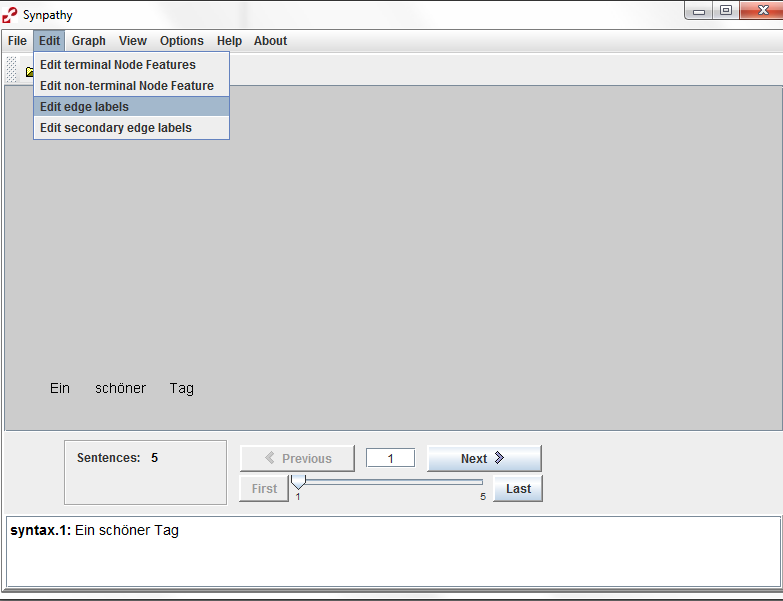 Synpathy
File Edit Graph View Options Help About
Edit terminal Node Features
Edit non-terminal Node Feature
Edit edge labels
Edit secondary edge labels
Ein schöner Tag
Sentences: 5
Previous 1 Next
First 1 5 Last
syntax.1: Ein schöner Tag